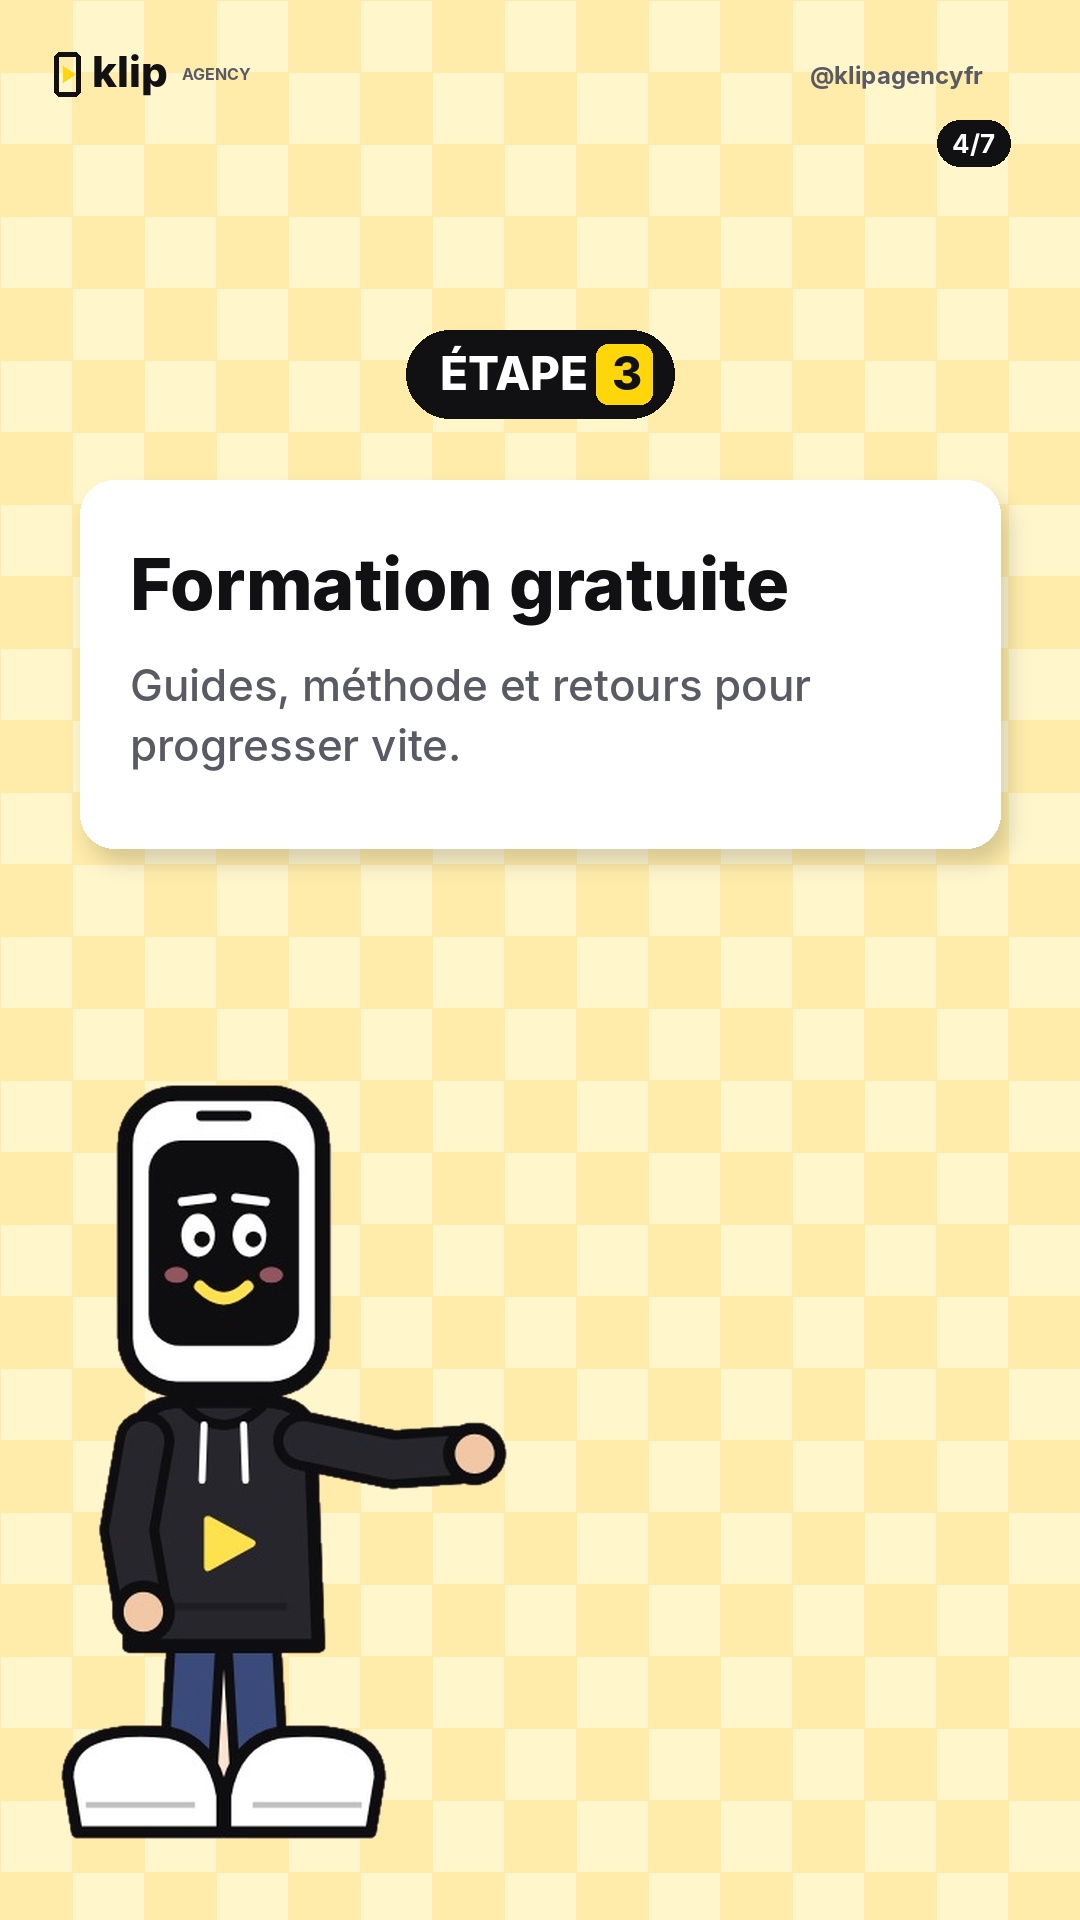 klip AGENCY
@klipagencyfr
4/7
ÉTAPE 3
Formation gratuite
Guides, méthode et retours pour
progresser vite.